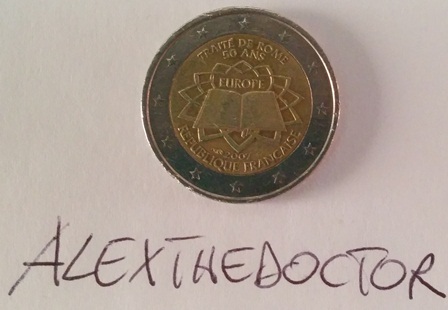 TRAITÉ DE ROME
50 ANS
EUROPE
2007
RÉPUBLIQUE FRANÇAISE
ALEXTHEDOCTOR